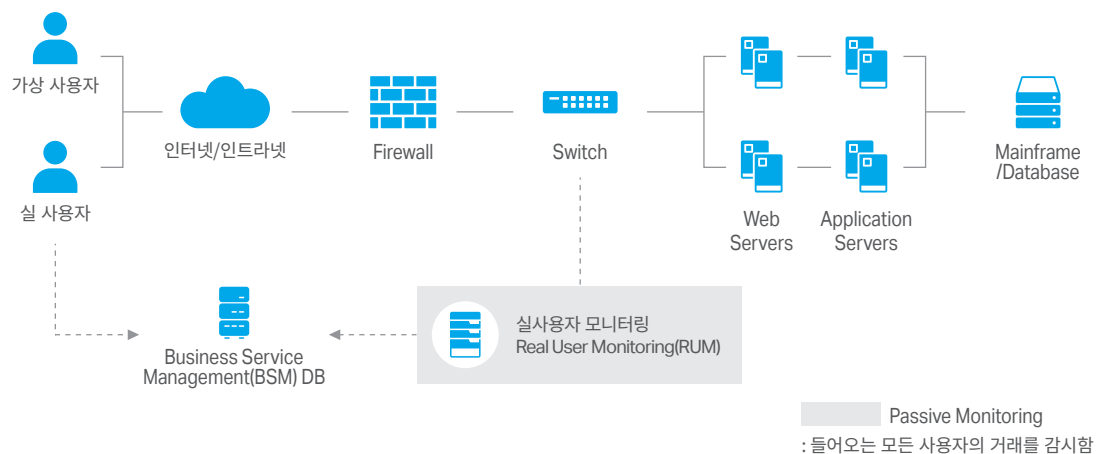 가상 사용자
실 사용자
인터넷/인트라넷
Firewall
Switch
Web
Servers
Application
Servers
Mainframe
/Database
Business Service
Management(BSM) DB
실사용자 모니터링
Real User Monitoring(RUM)
Passive Monitoring
: 들어오는 모든 사용자의 거래를 감시함